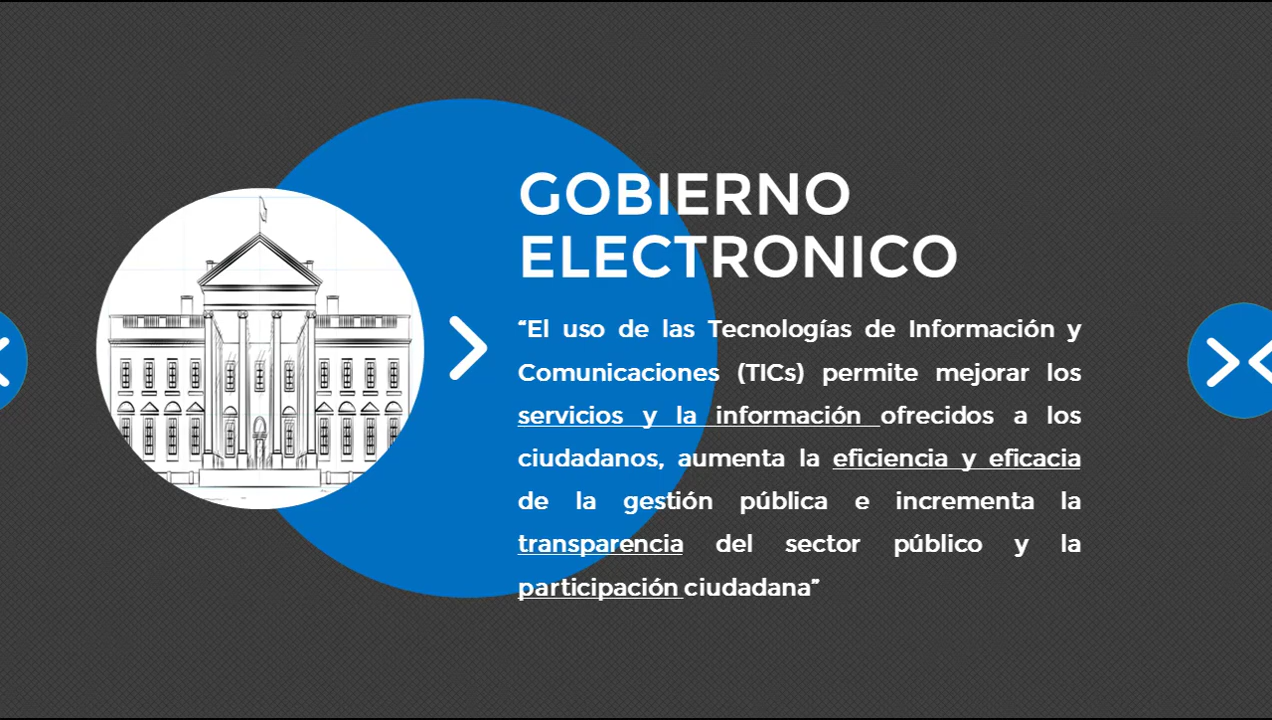 GOBIERNO
ELECTRONICO
“El uso de las Tecnologías de Información y
Comunicaciones (TICs) permite mejorar los
servicios y la información ofrecidos a los
ciudadanos, aumenta la eficiencia y eficacia
de la gestión pública e incrementa la
transparencia del sector público y la
participación ciudadana”